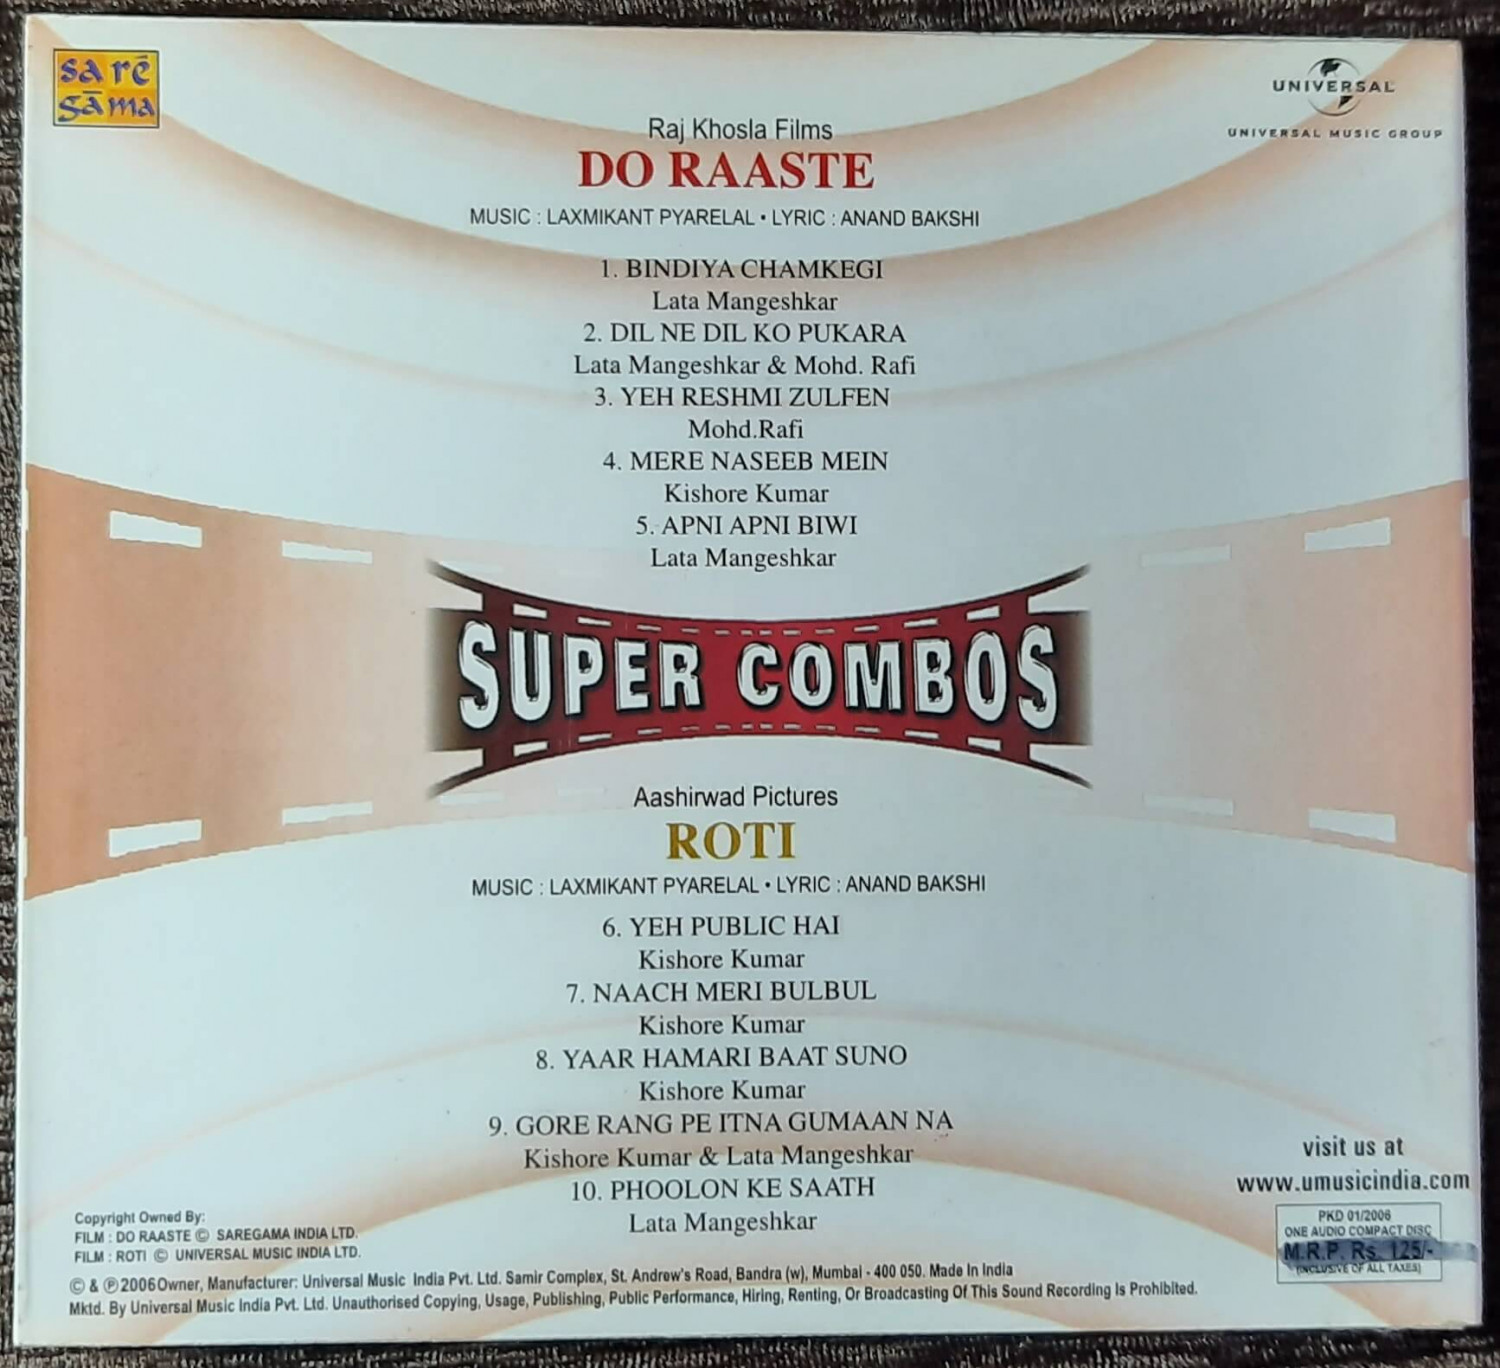 sa rē
gāma
UNIVERSAL
UNIVERSAL MUSIC GROUP
Raj Khosla Films
DO RAASTE
MUSIC : LAXMIKANT PYARELAL • LYRIC : ANAND BAKSHI
1. BINDIYA CHAMKEGI
Lata Mangeshkar
2. DIL NE DIL KO PUKARA
Lata Mangeshkar & Mohd. Rafi
3. YEH RESHMI ZULFEN
Mohd.Rafi
4. MERE NASEEB MEIN
Kishore Kumar
5. APNI APNI BIWI
Lata Mangeshkar
SUPER COMBOS
Aashirwad Pictures
ROTI
MUSIC : LAXMIKANT PYARELAL • LYRIC : ANAND BAKSHI
6. YEH PUBLIC HAI
Kishore Kumar
7. NAACH MERI BULBUL
Kishore Kumar
8. YAAR HAMARI BAAT SUNO
Kishore Kumar
9. GORE RANG PE ITNA GUMAAN NA
Kishore Kumar & Lata Mangeshkar
10. PHOOLON KE SAATH
Lata Mangeshkar
visit us at
www.umusicindia.com
PKD 01/2006
ONE AUDIO COMPACT DISC
M.R.P. Rs. 125/-
(INCLUSIVE OF ALL TAXES)
Copyright Owned By:
FILM : DO RAASTE © SAREGAMA INDIA LTD.
FILM : ROTI © UNIVERSAL MUSIC INDIA LTD.
© & ℗ 2006 Owner, Manufacturer: Universal Music India Pvt. Ltd. Samir Complex, St. Andrew's Road, Bandra (w), Mumbai - 400 050. Made In India
Mktd. By Universal Music India Pvt. Ltd. Unauthorised Copying, Usage, Publishing, Public Performance, Hiring, Renting, Or Broadcasting Of This Sound Recording Is Prohibited.